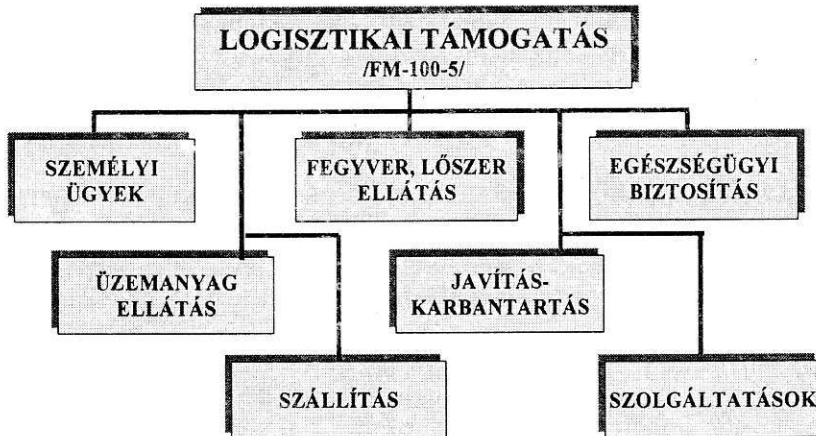 LOGISZTIKAI TÁMOGATÁS
/FM-100-5/
SZEMÉLYI
ÜGYEK
FEGYVER, LŐSZER
ELLÁTÁS
EGÉSZSÉGÜGYI
BIZTOSÍTÁS
ÜZEMANYAG
ELLÁTÁS
JAVÍTÁS-
KARBANTARTÁS
SZÁLLÍTÁS
SZOLGÁLTATÁSOK